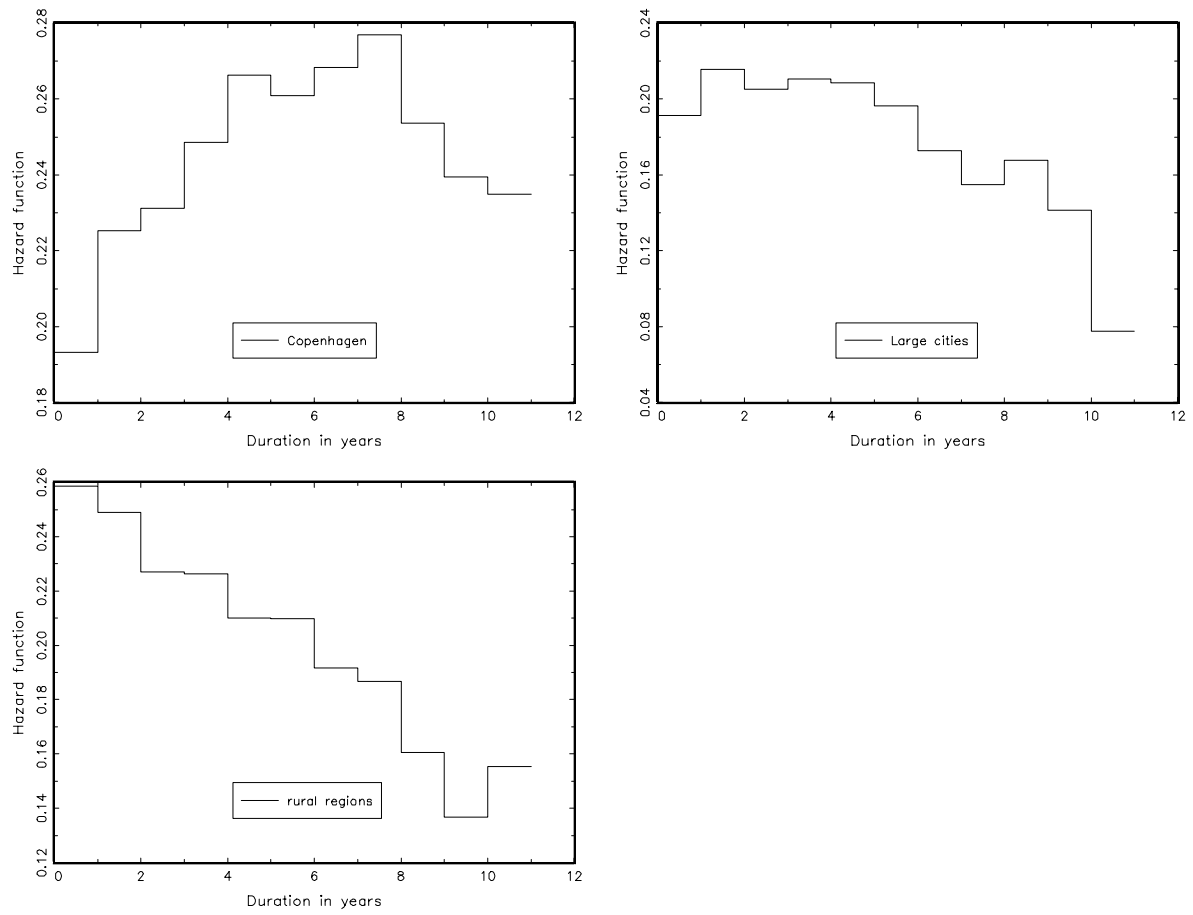 Hazard function
0.28
0.26
0.24
0.22
0.20
0.18
Copenhagen
0 2 4 6 8 10 12
Duration in years
Hazard function
0.24
0.20
0.16
0.12
0.08
0.04
Large cities
0 2 4 6 8 10 12
Duration in years
Hazard function
0.26
0.24
0.22
0.20
0.18
0.16
0.14
0.12
rural regions
0 2 4 6 8 10 12
Duration in years